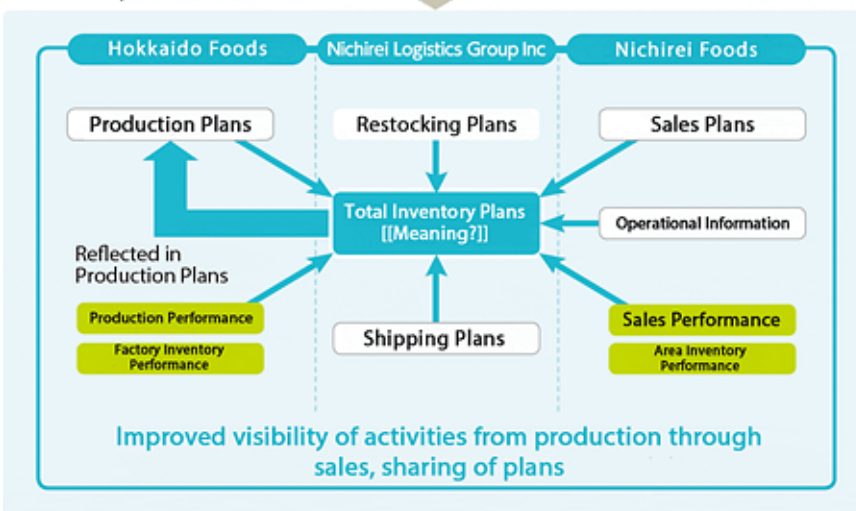 Hokkaido Foods
Nichirei Logistics Group Inc
Nichirei Foods
Production Plans
Restocking Plans
Sales Plans
Total Inventory Plans
[[Meaning?]]
Operational Information
Reflected in
Production Plans
Production Performance
Factory Inventory
Performance
Shipping Plans
Sales Performance
Area Inventory
Performance
Improved visibility of activities from production through
sales, sharing of plans